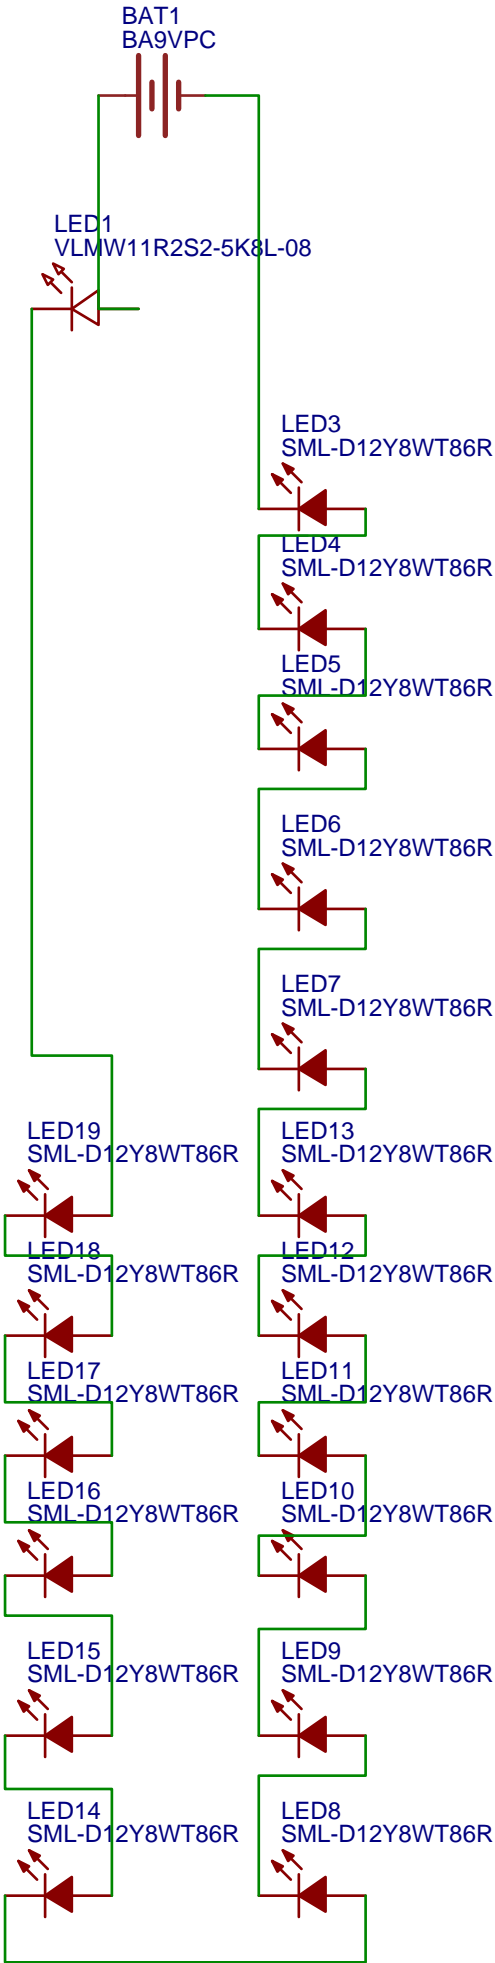 BAT1
BA9VPC
LED1
VLMW11R2S2-5K8L-08
LED3
SML-D12Y8WT86R
LED4
SML-D12Y8WT86R
LED5
SML-D12Y8WT86R
LED6
SML-D12Y8WT86R
LED7
SML-D12Y8WT86R
LED19
SML-D12Y8WT86R
LED13
SML-D12Y8WT86R
LED18
SML-D12Y8WT86R
LED12
SML-D12Y8WT86R
LED17
SML-D12Y8WT86R
LED11
SML-D12Y8WT86R
LED16
SML-D12Y8WT86R
LED10
SML-D12Y8WT86R
LED15
SML-D12Y8WT86R
LED9
SML-D12Y8WT86R
LED14
SML-D12Y8WT86R
LED8
SML-D12Y8WT86R